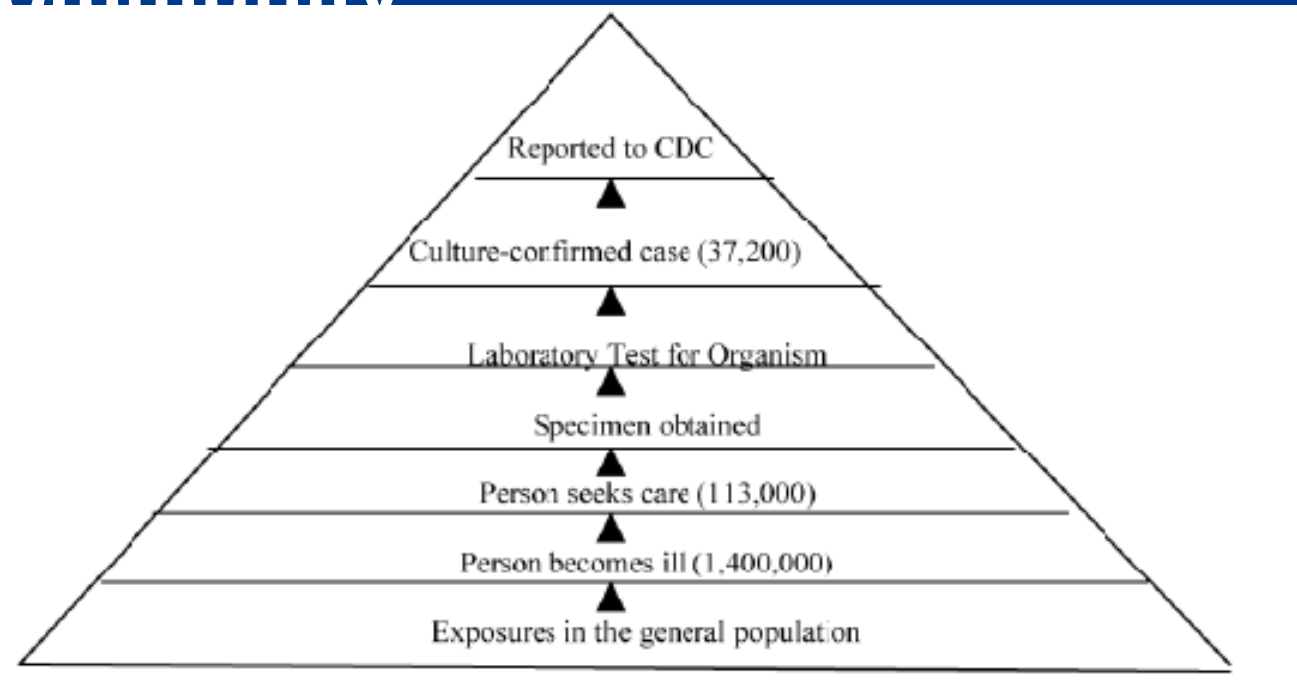 Reported to CDC
Culture-confirmed case (37,200)
Laboratory Test for Organism
Specimen obtained
Person seeks care (113,000)
Person becomes ill (1,400,000)
Exposures in the general population